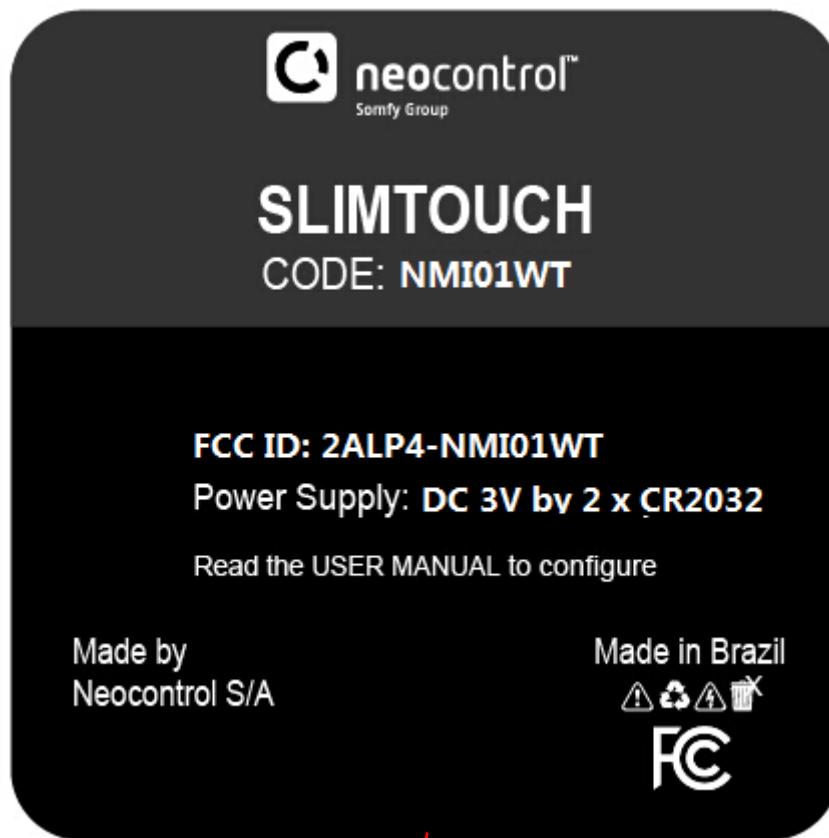 neocontrol™
Somfy Group
SLIMTOUCH
CODE: NMI01WT
FCC ID: 2ALP4-NMI01WT
Power Supply: DC 3V by 2 x CR2032
Read the USER MANUAL to configure
Made by
Neocontrol S/A
Made in Brazil
FC